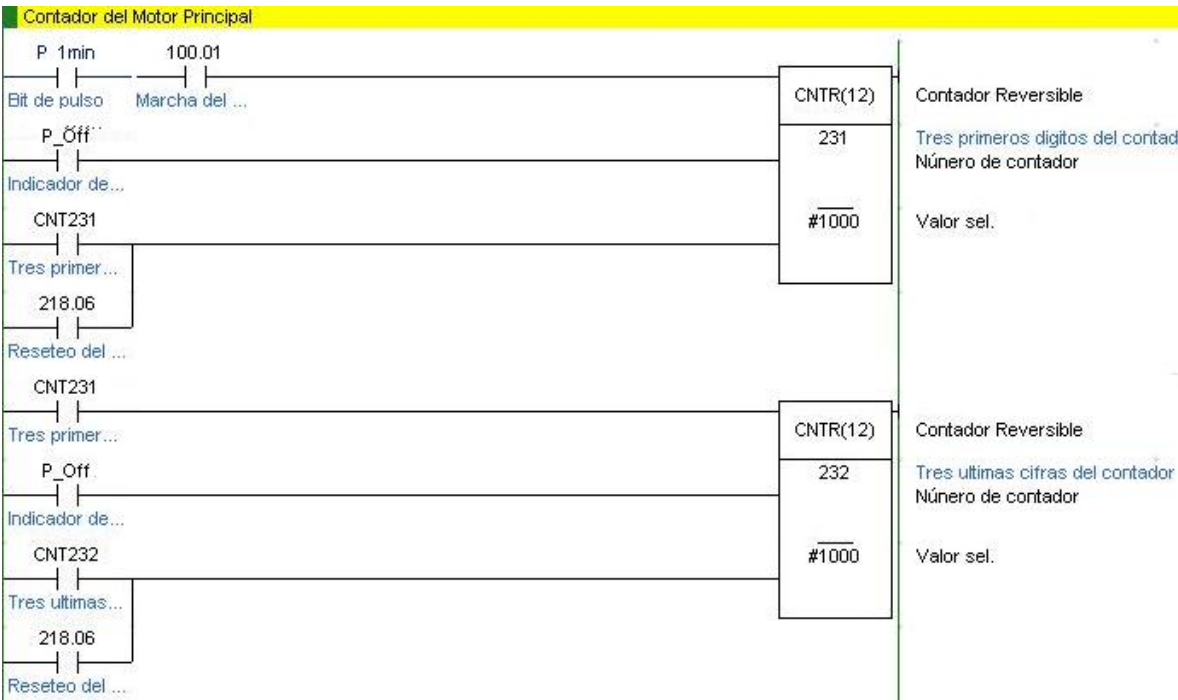 Contador del Motor Principal
P_1min 100.01
Bit de pulso Marcha del ...
CNTR(12) Contador Reversible
P_Off
Indicador de...
231 Tres primeros digitos del contad
Núnero de contador
CNT231
Tres primer...
#1000 Valor sel.
218.06
Reseteo del ...
CNT231
Tres primer...
CNTR(12) Contador Reversible
P_Off
Indicador de...
232 Tres ultimas cifras del contador
Núnero de contador
CNT232
Tres ultimas...
#1000 Valor sel.
218.06
Reseteo del ...